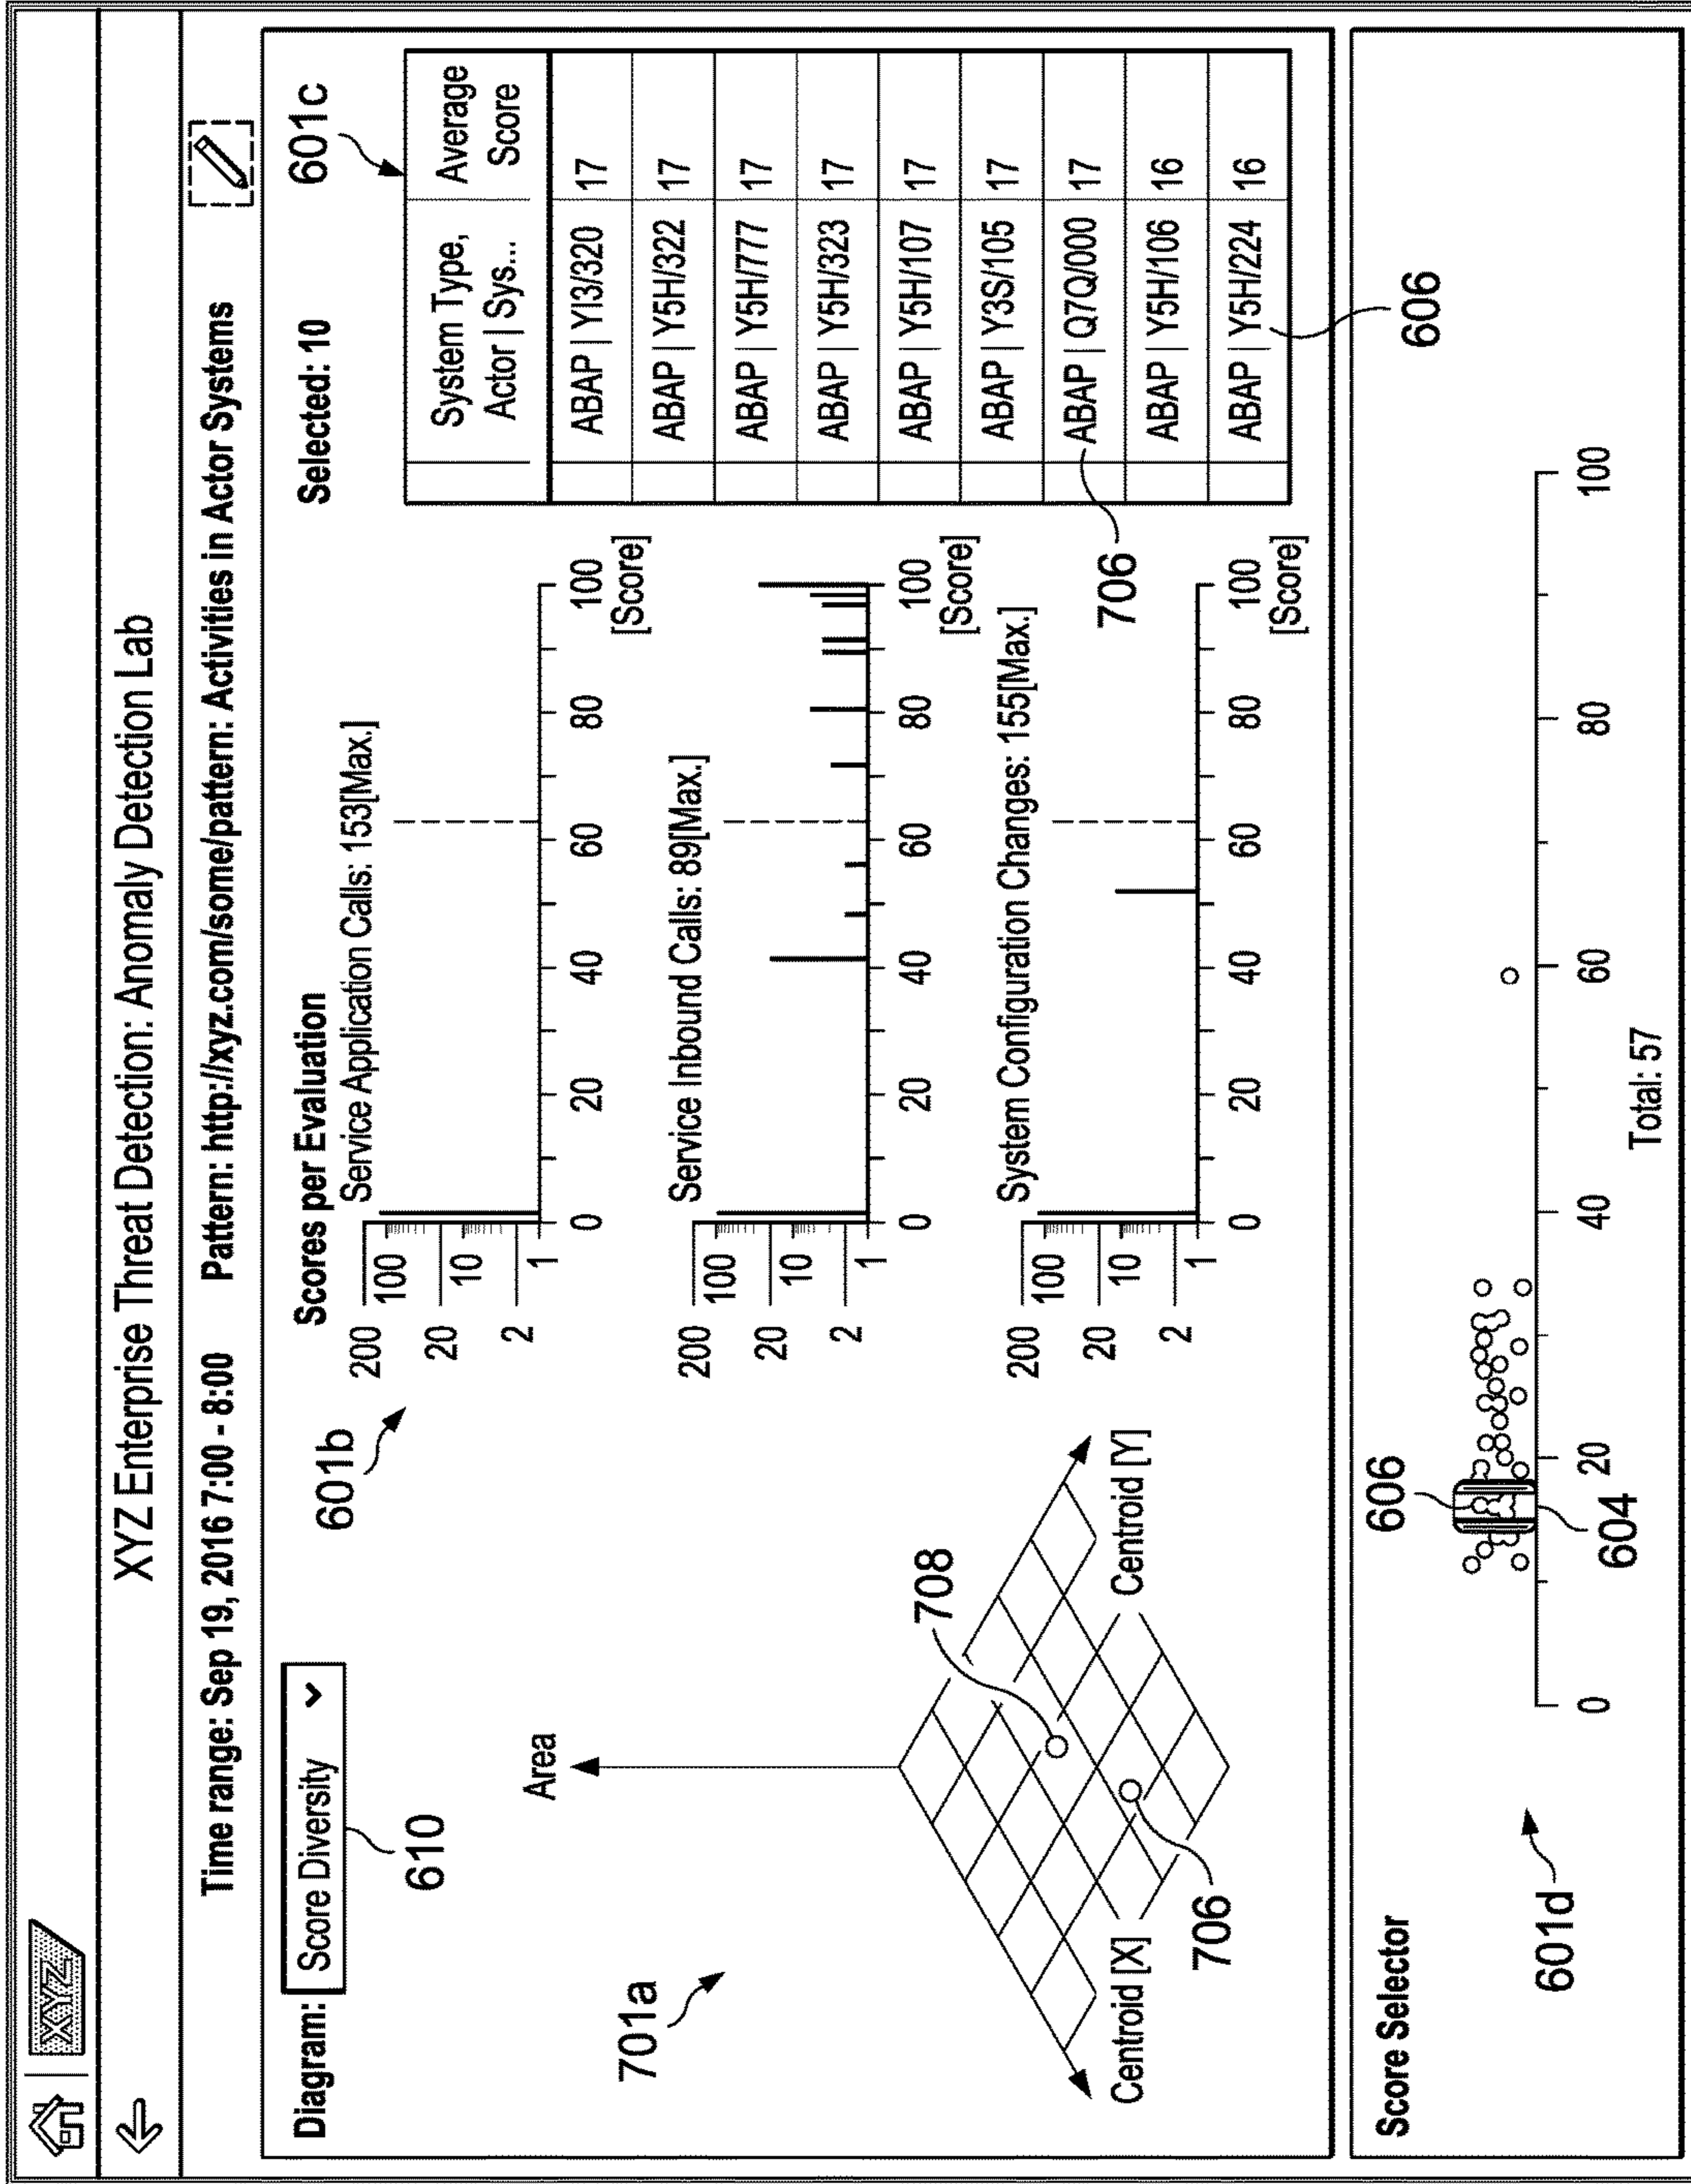 XYZ
XYZ Enterprise Threat Detection: Anomaly Detection Lab
Time range: Sep 19, 2016 7:00 - 8:00 Pattern: http://xyz.com/some/pattern: Activities in Actor Systems
Diagram: Score Diversity
610
701a
Area
708
706
Centroid [X]
Centroid [Y]
601b
Scores per Evaluation
Service Application Calls: 153[Max.]
200
100
20
10
2
1
0 20 40 60 80 100
[Score]
Service Inbound Calls: 89[Max.]
200
100
20
10
2
1
0 20 40 60 80 100
[Score]
System Configuration Changes: 155[Max.]
200
100
20
10
2
1
0 20 40 60 80 100
[Score]
Selected: 10
601c
System Type, Average
Actor | Sys... Score
ABAP | YI3/320 17
ABAP | Y5H/322 17
ABAP | Y5H/777 17
ABAP | Y5H/323 17
ABAP | Y5H/107 17
ABAP | Y3S/105 17
ABAP | Q7Q/000 17
ABAP | Y5H/106 16
ABAP | Y5H/224 16
706
606
Score Selector
601d
606
604
0 20 40 60 80 100
Total: 57